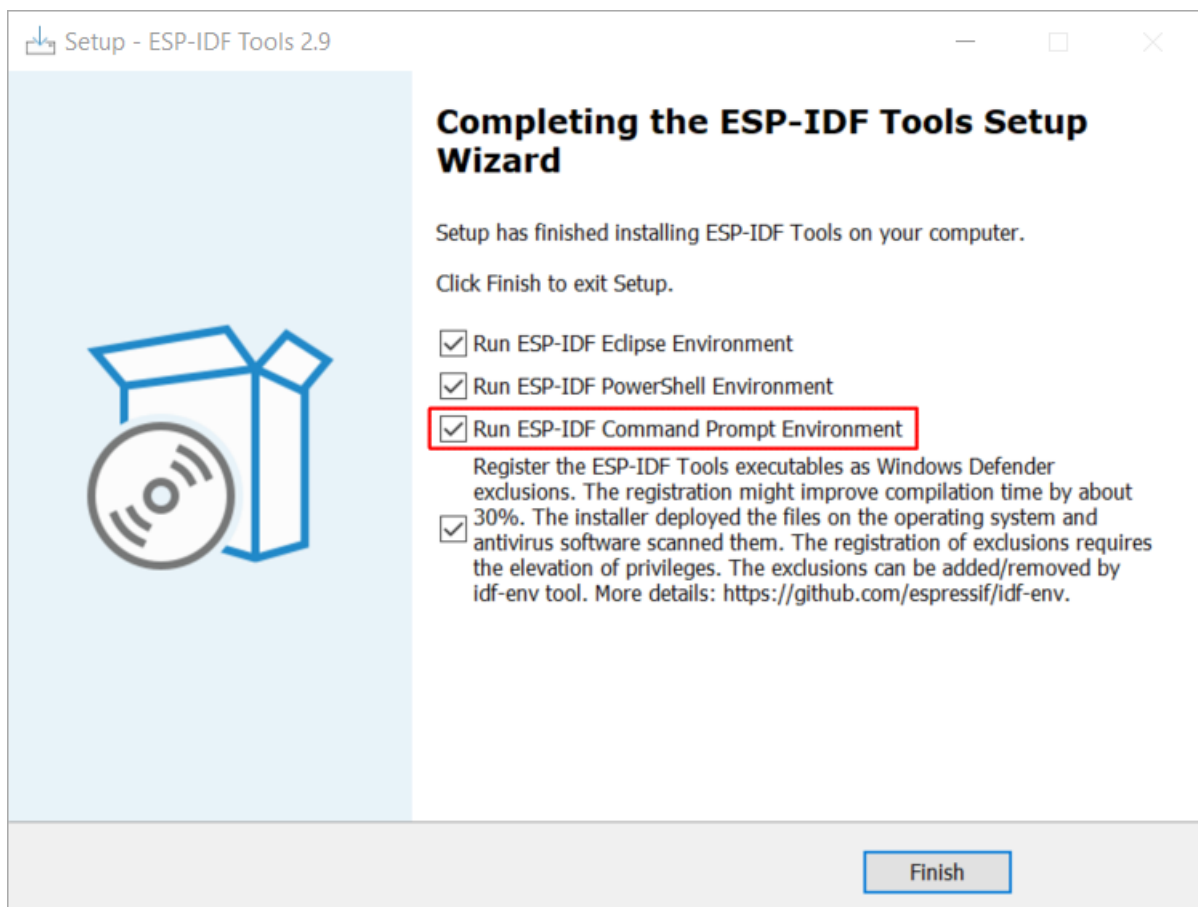 Setup - ESP-IDF Tools 2.9
Completing the ESP-IDF Tools Setup
Wizard
Setup has finished installing ESP-IDF Tools on your computer.
Click Finish to exit Setup.
Run ESP-IDF Eclipse Environment
Run ESP-IDF PowerShell Environment
Run ESP-IDF Command Prompt Environment
Register the ESP-IDF Tools executables as Windows Defender
exclusions. The registration might improve compilation time by about
30%. The installer deployed the files on the operating system and
antivirus software scanned them. The registration of exclusions requires
the elevation of privileges. The exclusions can be added/removed by
idf-env tool. More details: https://github.com/espressif/idf-env.
Finish